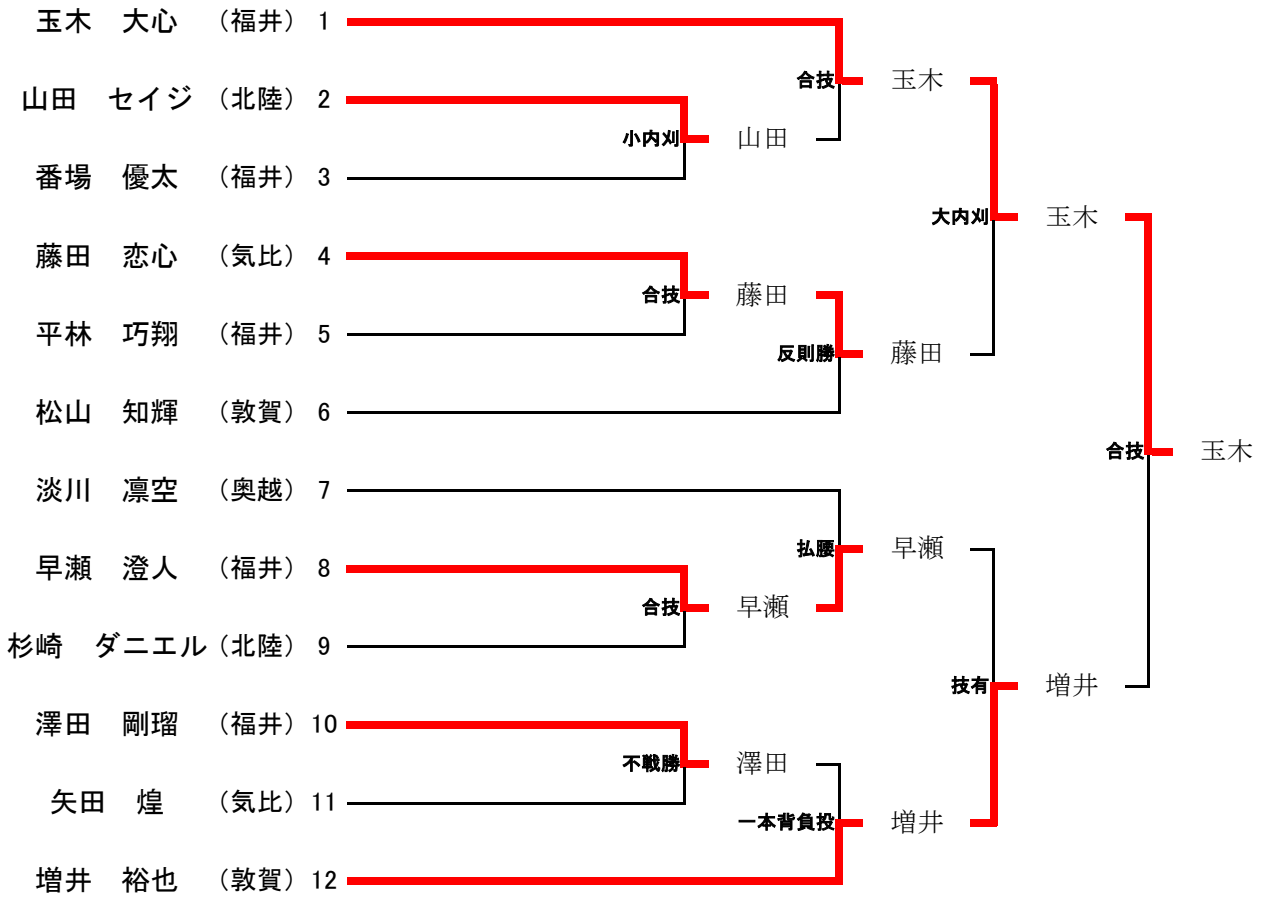 玉木　大心　（福井） 1
合技　玉木
山田　セイジ　（北陸） 2
小内刈　山田
番場　優太　（福井） 3
大内刈　玉木
藤田　恋心　（気比） 4
合技　藤田
平林　巧翔　（福井） 5
反則勝　藤田
松山　知輝　（敦賀） 6
合技　玉木
淡川　凛空　（奥越） 7
払腰　早瀬
早瀬　澄人　（福井） 8
合技　早瀬
杉崎　ダニエル（北陸） 9
技有　増井
澤田　剛瑠　（福井） 10
不戦勝　澤田
矢田　煌　（気比） 11
一本背負投　増井
増井　裕也　（敦賀） 12